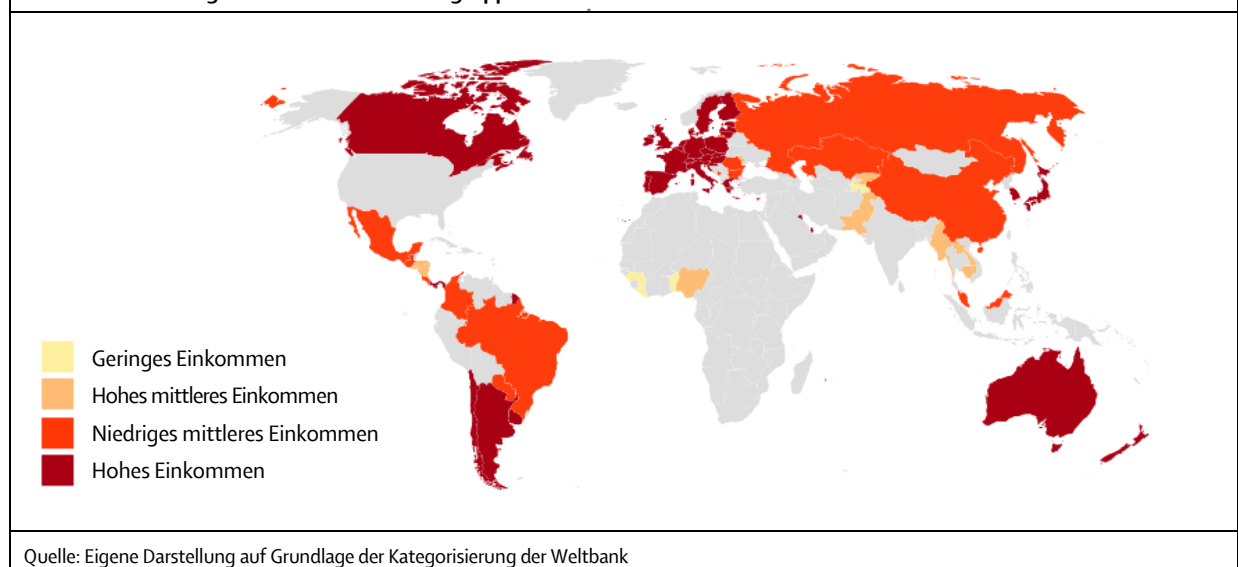 Geringes Einkommen
Hohes mittleres Einkommen
Niedriges mittleres Einkommen
Hohes Einkommen
Quelle: Eigene Darstellung auf Grundlage der Kategorisierung der Weltbank